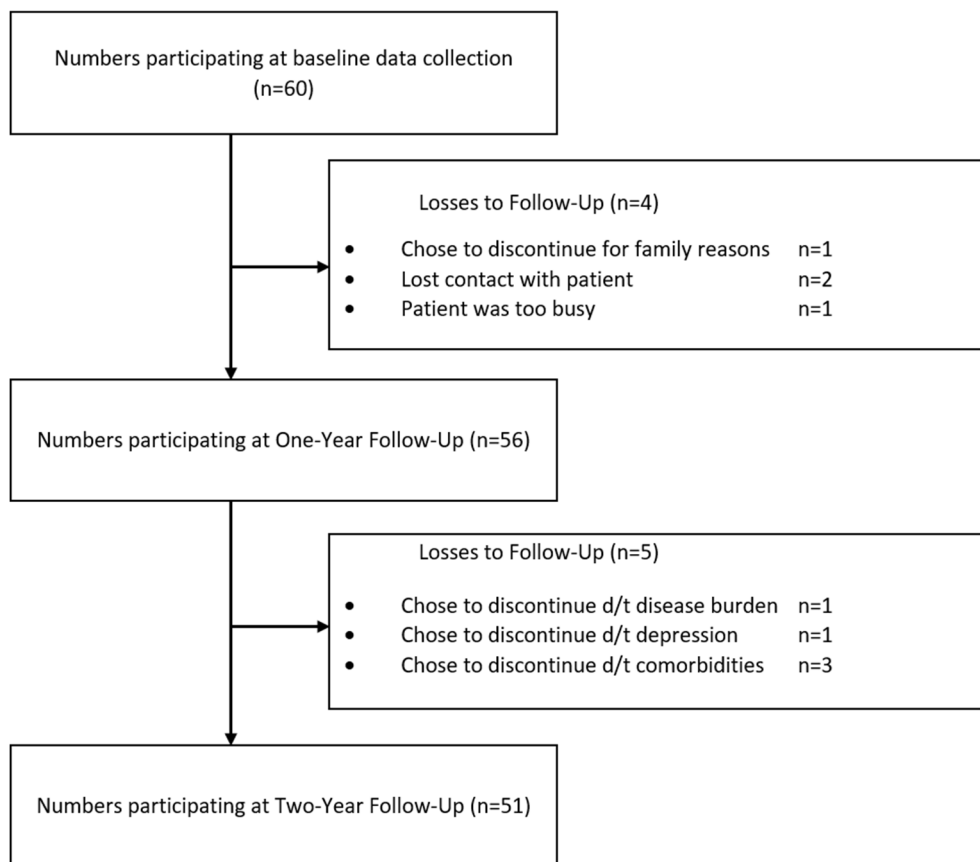 Numbers participating at baseline data collection
(n=60)
Losses to Follow-Up (n=4)
• Chose to discontinue for family reasons n=1
• Lost contact with patient n=2
• Patient was too busy n=1
Numbers participating at One-Year Follow-Up (n=56)
Losses to Follow-Up (n=5)
• Chose to discontinue d/t disease burden n=1
• Chose to discontinue d/t depression n=1
• Chose to discontinue d/t comorbidities n=3
Numbers participating at Two-Year Follow-Up (n=51)